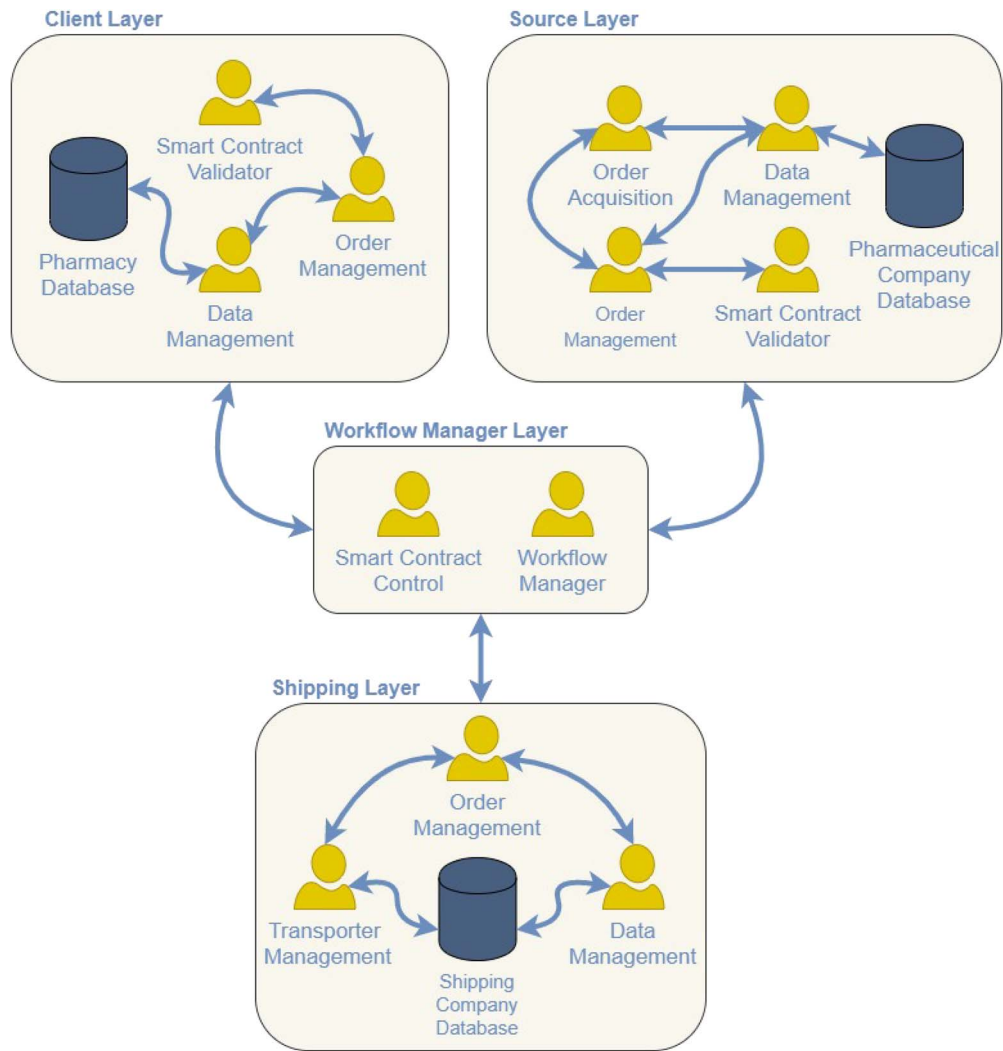 Client Layer
Smart Contract
Validator
Order
Management
Pharmacy
Database
Data
Management
Source Layer
Order
Acquisition
Data
Management
Pharmaceutical
Company
Database
Order
Management
Smart Contract
Validator
Workflow Manager Layer
Smart Contract
Control
Workflow
Manager
Shipping Layer
Order
Management
Transporter
Management
Data
Management
Shipping
Company
Database